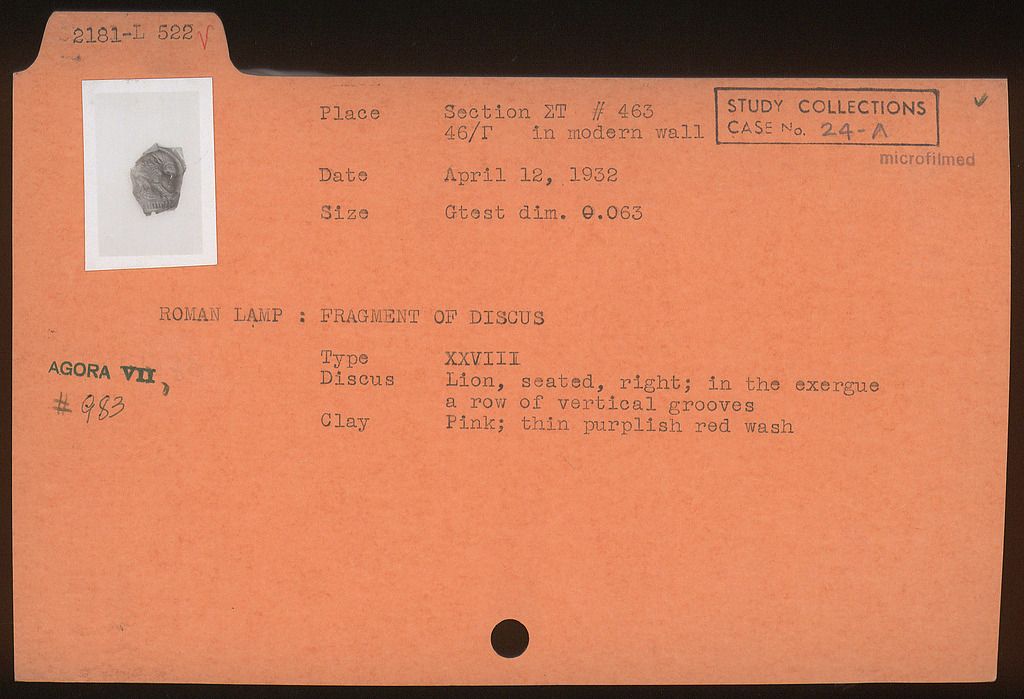 2181-L 522 √
Place Section ΣT # 463
46/Γ in modern wall
STUDY COLLECTIONS
CASE No. 24-A
microfilmed
Date April 12, 1932
Size Gtest dim. 0.063
ROMAN LAMP : FRAGMENT OF DISCUS
AGORA VII,
# 983
Type XXVIII
Discus Lion, seated, right; in the exergue
a row of vertical grooves
Clay Pink; thin purplish red wash